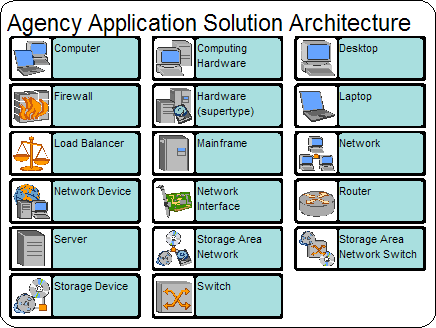 Agency Application Solution Architecture
Computer
Computing
Hardware
Desktop
Firewall
Hardware
(supertype)
Laptop
Load Balancer
Mainframe
Network
Network Device
Network
Interface
Router
Server
Storage Area
Network
Storage Area
Network Switch
Storage Device
Switch